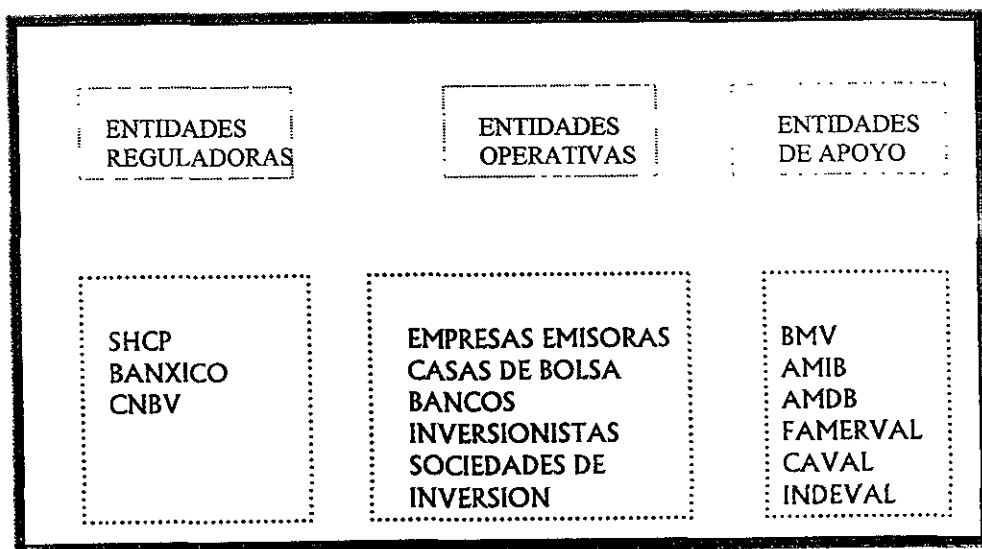 ENTIDADES
REGULADORAS
ENTIDADES
OPERATIVAS
ENTIDADES
DE APOYO
SHCP
BANXICO
CNBV
EMPRESAS EMISORAS
CASAS DE BOLSA
BANCOS
INVERSIONISTAS
SOCIEDADES DE
INVERSION
BMV
AMIB
AMDB
FAMERVAL
CAVAL
INDEVAL